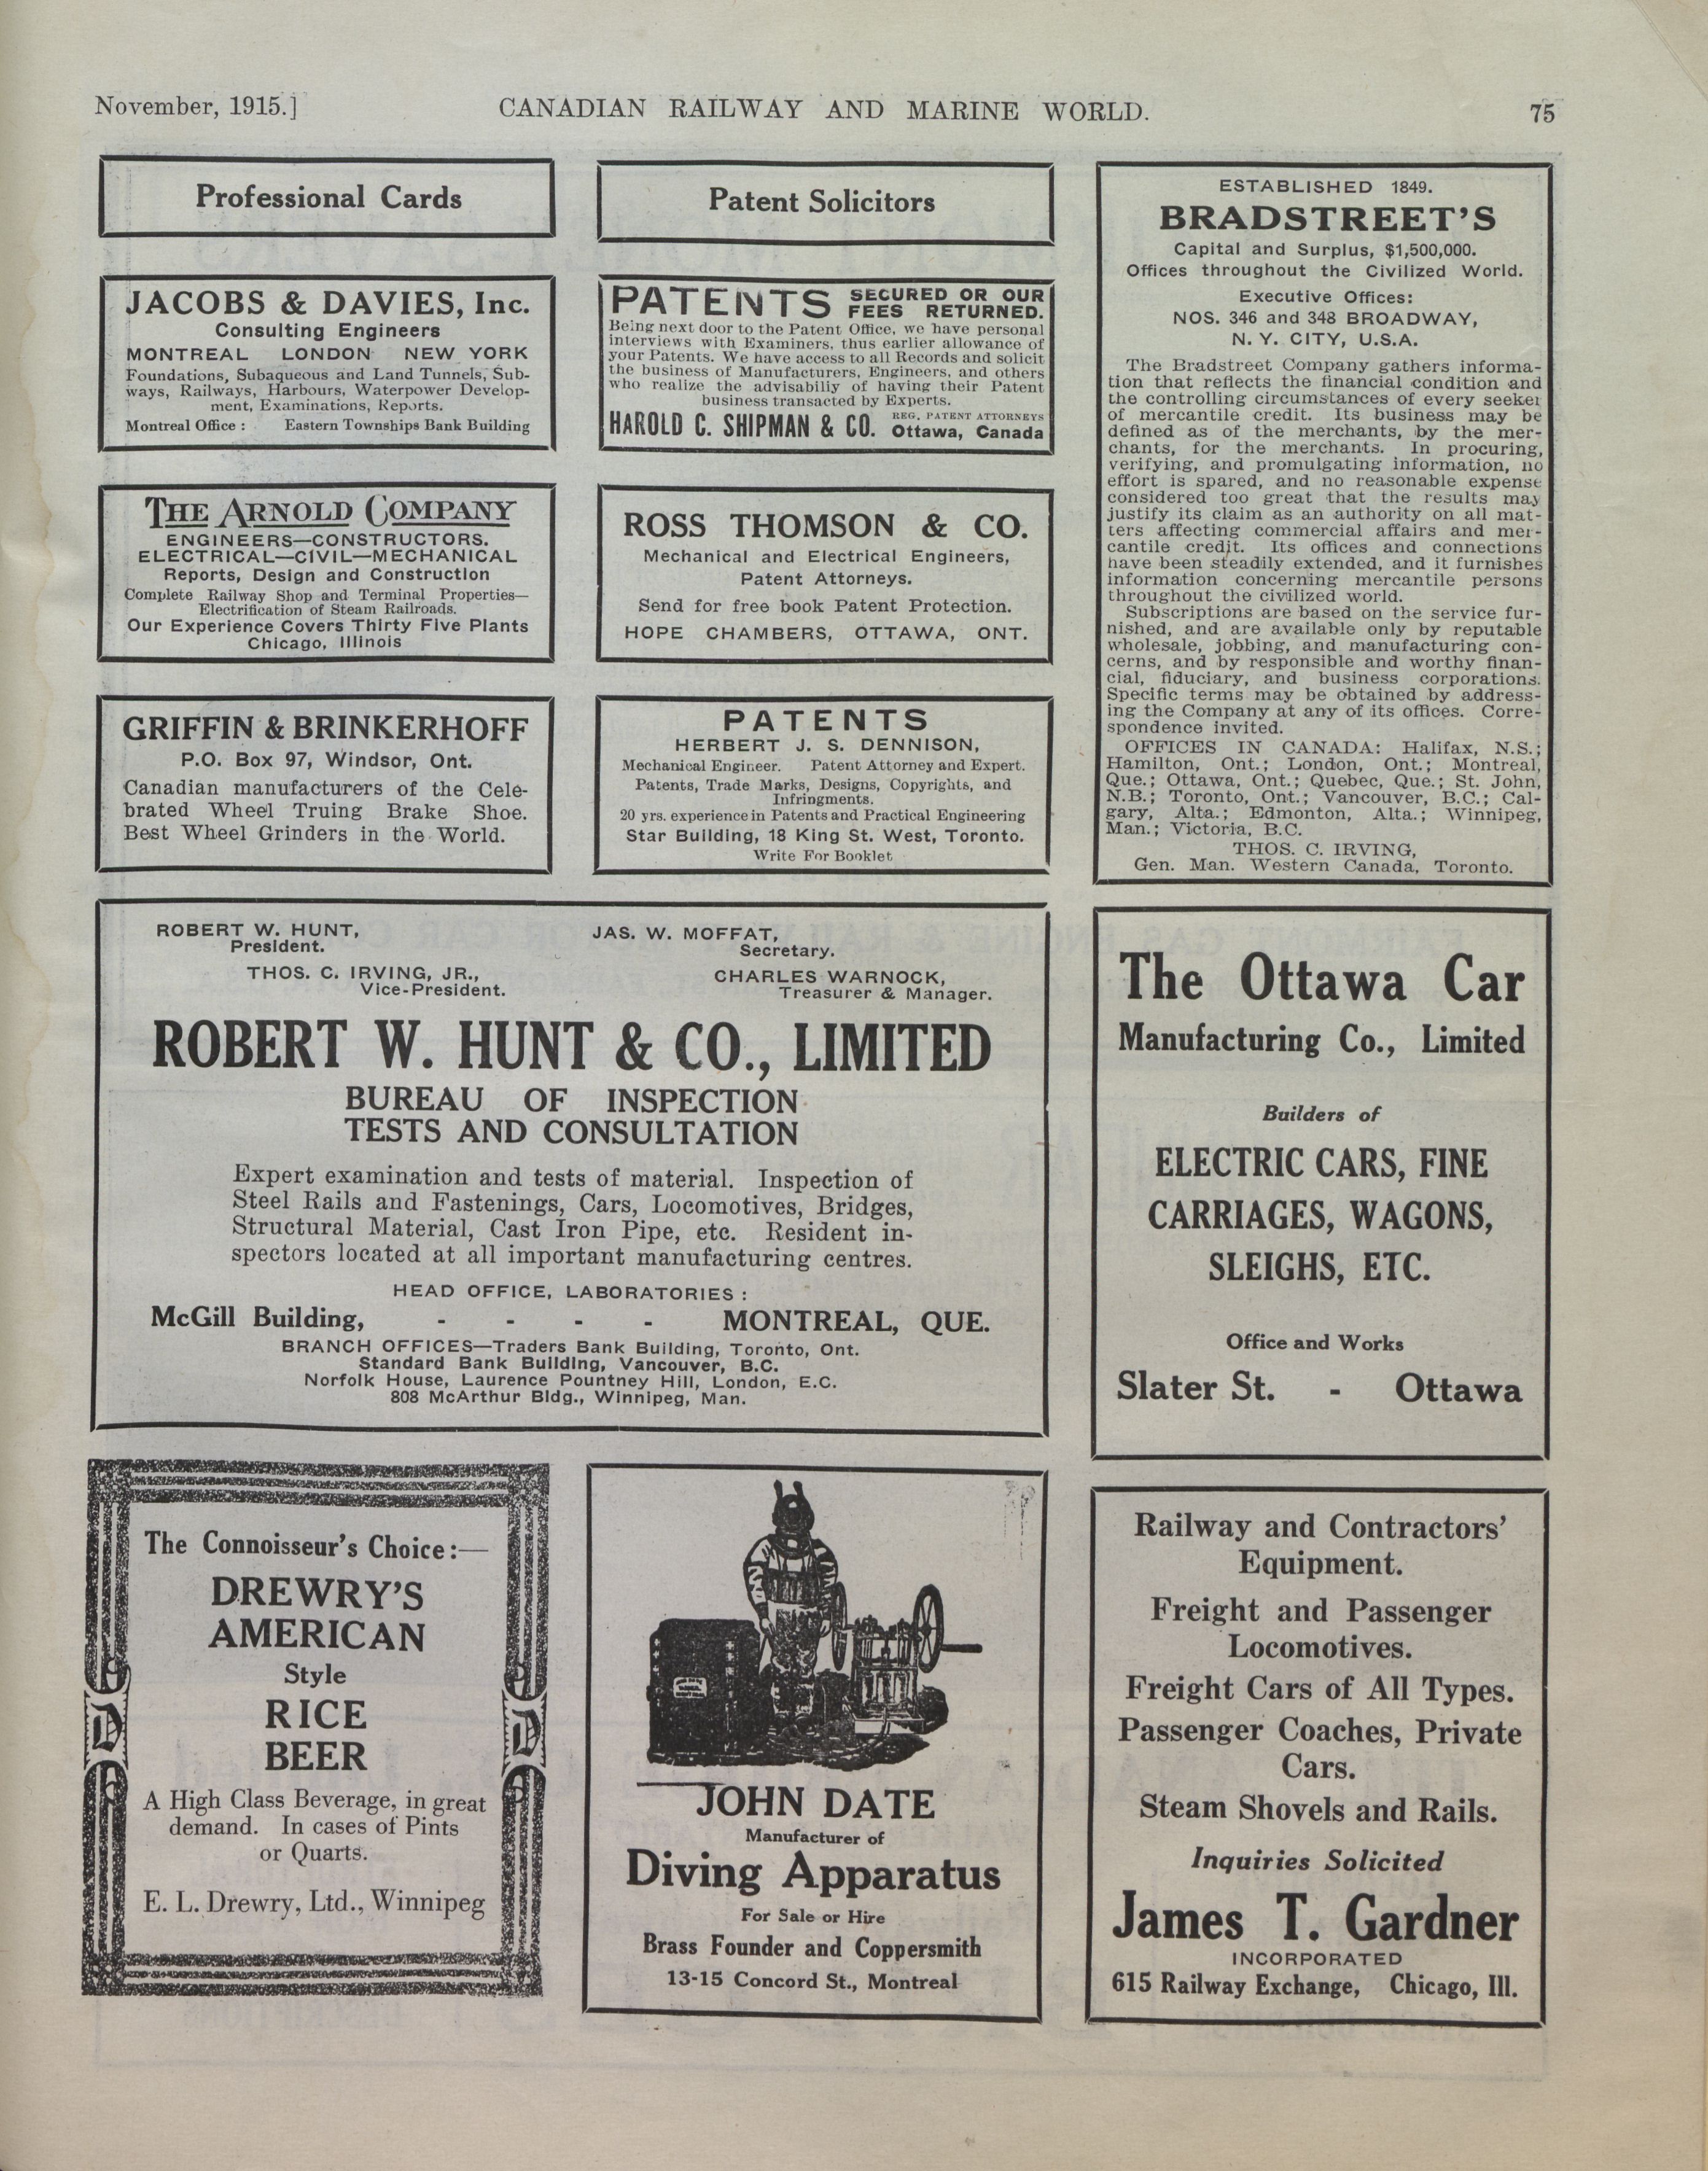 November, 1915.]
CANADIAN RAILWAY AND MARINE WORLD.
75
Professional Cards
JACOBS & DAVIES, Inc.
Consulting Engineers
MONTREAL LONDON NEW YORK
Foundations, Subaqueous and Land Tunnels, Sub-
ways, Railways, Harbours, Waterpower Develop-
ment, Examinations, Reports.
Montreal Office : Eastern Townships Bank Building
THE ARNOLD COMPANY
ENGINEERS—CONSTRUCTORS.
ELECTRICAL—CIVIL—MECHANICAL
Reports, Design and Construction
Complete Railway Shop and Terminal Properties—
Electrification of Steam Railroads.
Our Experience Covers Thirty Five Plants
Chicago, Illinois
GRIFFIN & BRINKERHOFF
P.O. Box 97, Windsor, Ont.
Canadian manufacturers of the Cele-
brated Wheel Truing Brake Shoe.
Best Wheel Grinders in the World.
Patent Solicitors
PATENTS SECURED OR OUR
FEES RETURNED.
Being next door to the Patent Office, we have personal
interviews with Examiners, thus earlier allowance of
your Patents. We have access to all Records and solicit
the business of Manufacturers, Engineers, and others
who realize the advisabiliy of having their Patent
business transacted by Experts.
HAROLD C. SHIPMAN & CO. REG. PATENT ATTORNEYS
Ottawa, Canada
ROSS THOMSON & CO.
Mechanical and Electrical Engineers,
Patent Attorneys.
Send for free book Patent Protection.
HOPE CHAMBERS, OTTAWA, ONT.
PATENTS
HERBERT J. S. DENNISON,
Mechanical Engineer. Patent Attorney and Expert.
Patents, Trade Marks, Designs, Copyrights, and
Infringments.
20 yrs. experience in Patents and Practical Engineering
Star Building, 18 King St. West, Toronto.
Write For Booklet
ESTABLISHED 1849.
BRADSTREET'S
Capital and Surplus, $1,500,000.
Offices throughout the Civilized World.
Executive Offices:
NOS. 346 and 348 BROADWAY,
N. Y. CITY, U.S.A.
The Bradstreet Company gathers informa-
tion that reflects the financial condition and
the controlling circumstances of every seeker
of mercantile credit. Its business may be
defined as of the merchants, by the mer-
chants, for the merchants. In procuring,
verifying, and promulgating information, no
effort is spared, and no reasonable expense
considered too great that the results may
justify its claim as an authority on all mat-
ters affecting commercial affairs and mer-
cantile credit. Its offices and connections
have been steadily extended, and it furnishes
information concerning mercantile persons
throughout the civilized world.
Subscriptions are based on the service fur-
nished, and are available only by reputable
wholesale, jobbing, and manufacturing con-
cerns, and by responsible and worthy finan-
cial, fiduciary, and business corporations.
Specific terms may be obtained by address-
ing the Company at any of its offices. Corre-
spondence invited.
OFFICES IN CANADA: Halifax, N.S.;
Hamilton, Ont.; London, Ont.; Montreal,
Que.; Ottawa, Ont.; Quebec, Que.; St. John,
N.B.; Toronto, Ont.; Vancouver, B.C.; Cal-
gary, Alta.; Edmonton, Alta.; Winnipeg,
Man.; Victoria, B.C.
THOS. C. IRVING,
Gen. Man. Western Canada, Toronto.
ROBERT W. HUNT,
President.
JAS. W. MOFFAT,
Secretary.
THOS. C. IRVING, JR.,
Vice-President.
CHARLES WARNOCK,
Treasurer & Manager.
ROBERT W. HUNT & CO., LIMITED
BUREAU OF INSPECTION
TESTS AND CONSULTATION
Expert examination and tests of material. Inspection of
Steel Rails and Fastenings, Cars, Locomotives, Bridges,
Structural Material, Cast Iron Pipe, etc. Resident in-
spectors located at all important manufacturing centres.
HEAD OFFICE, LABORATORIES :
McGill Building, - - - - MONTREAL, QUE.
BRANCH OFFICES—Traders Bank Building, Toronto, Ont.
Standard Bank Building, Vancouver, B.C.
Norfolk House, Laurence Pountney Hill, London, E.C.
808 McArthur Bldg., Winnipeg, Man.
The Ottawa Car
Manufacturing Co., Limited
Builders of
ELECTRIC CARS, FINE
CARRIAGES, WAGONS,
SLEIGHS, ETC.
Office and Works
Slater St. - Ottawa
The Connoisseur's Choice:—
DREWRY'S
AMERICAN
Style
RICE
BEER
D D
A High Class Beverage, in great
demand. In cases of Pints
or Quarts.
E. L. Drewry, Ltd., Winnipeg
JOHN DATE
Manufacturer of
Diving Apparatus
For Sale or Hire
Brass Founder and Coppersmith
13-15 Concord St., Montreal
Railway and Contractors'
Equipment.
Freight and Passenger
Locomotives.
Freight Cars of All Types.
Passenger Coaches, Private
Cars.
Steam Shovels and Rails.
Inquiries Solicited
James T. Gardner
INCORPORATED
615 Railway Exchange, Chicago, Ill.